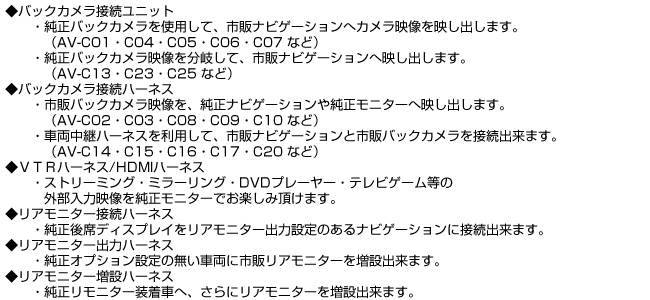 ◆バックカメラ接続ユニット
・純正バックカメラを使用して、市販ナビゲーションへカメラ映像を映し出します。
（AV-C01・C04・C05・C06・C07 など）
・純正バックカメラ映像を分岐して、市販ナビゲーションへ映し出します。
（AV-C13・C23・C25 など）
◆バックカメラ接続ハーネス
・市販バックカメラ映像を、純正ナビゲーションや純正モニターへ映し出します。
（AV-C02・C03・C08・C09・C10 など）
・車両中継ハーネスを利用して、市販ナビゲーションと市販バックカメラを接続出来ます。
（AV-C14・C15・C16・C17・C20 など）
◆ＶＴＲハーネス/HDMIハーネス
・ストリーミング・ミラーリング・DVDプレーヤー・テレビゲーム等の
外部入力映像を純正モニターでお楽しみ頂けます。
◆リアモニター接続ハーネス
・純正後席ディスプレイをリアモニター出力設定のあるナビゲーションに接続出来ます。
◆リアモニター出力ハーネス
・純正オプション設定の無い車両に市販リアモニターを増設出来ます。
◆リアモニター増設ハーネス
・純正リモニター装着車へ、さらにリアモニターを増設出来ます。